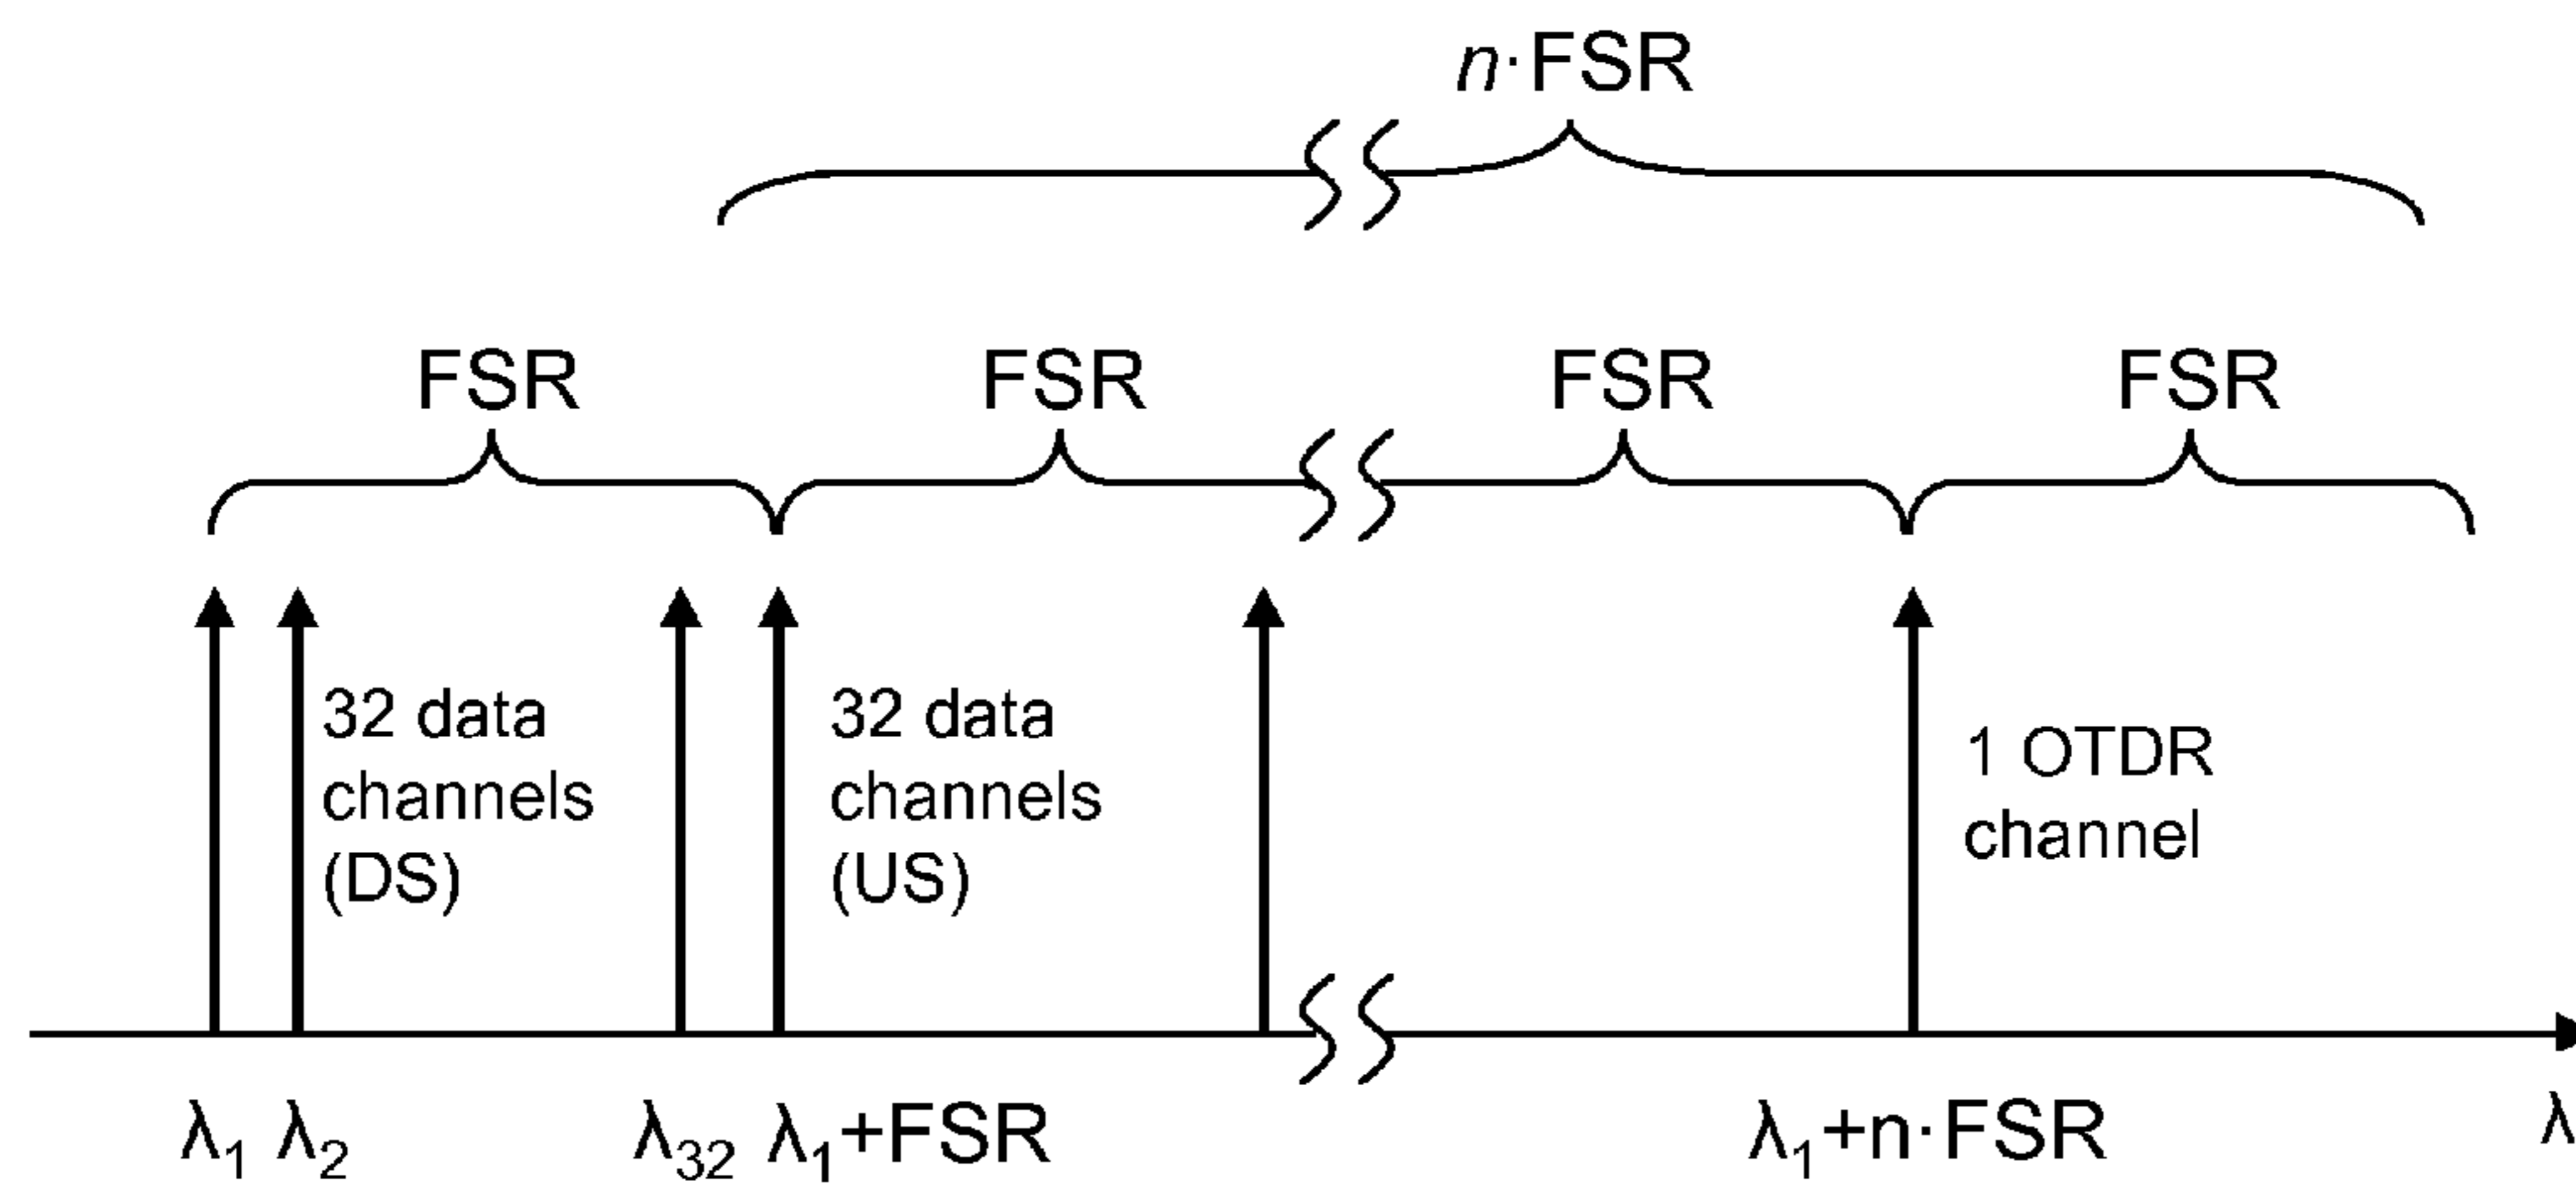 n·FSR
FSR FSR FSR FSR
32 data
channels
(DS)
32 data
channels
(US)
1 OTDR
channel
λ₁ λ₂ λ₃₂ λ₁+FSR λ₁+n·FSR λ